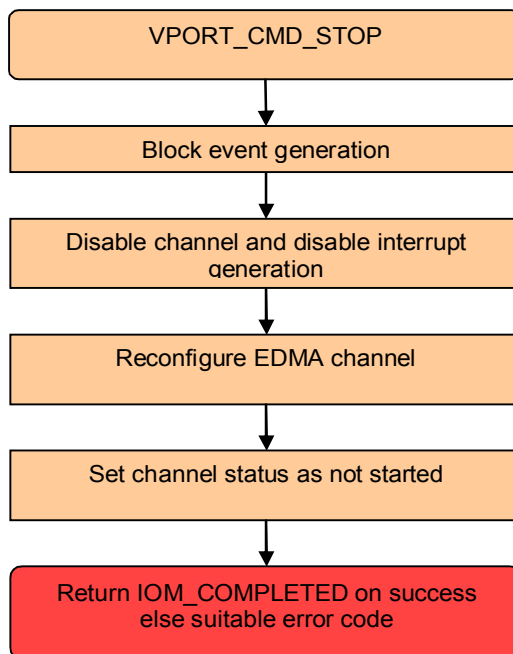 VPORT_CMD_STOP
Block event generation
Disable channel and disable interrupt
generation
Reconfigure EDMA channel
Set channel status as not started
Return IOM_COMPLETED on success
else suitable error code